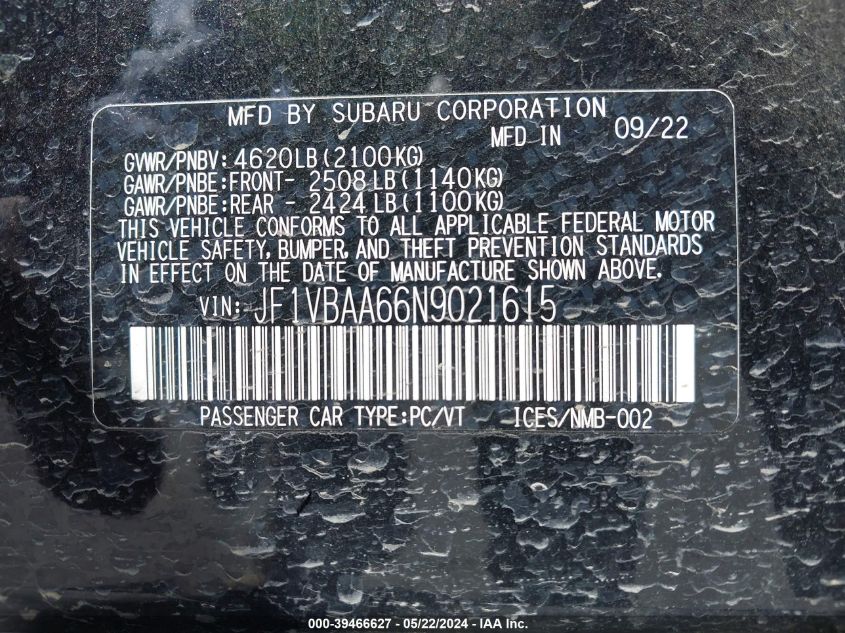 MFD BY SUBARU CORPORATION
MFD IN 09/22
GVWR/PNBV: 4620LB(2100KG)
GAWR/PNBE:FRONT- 2508LB(1140KG)
GAWR/PNBE:REAR - 2424LB(1100KG)
THIS VEHICLE CONFORMS TO ALL APPLICABLE FEDERAL MOTOR
VEHICLE SAFETY, BUMPER, AND THEFT PREVENTION STANDARDS
IN EFFECT ON THE DATE OF MANUFACTURE SHOWN ABOVE.
VIN: JF1VBAA66N9021615
PASSENGER CAR TYPE:PC/VT ICES/NMB-002
000-39466627 - 05/22/2024 - IAA Inc.